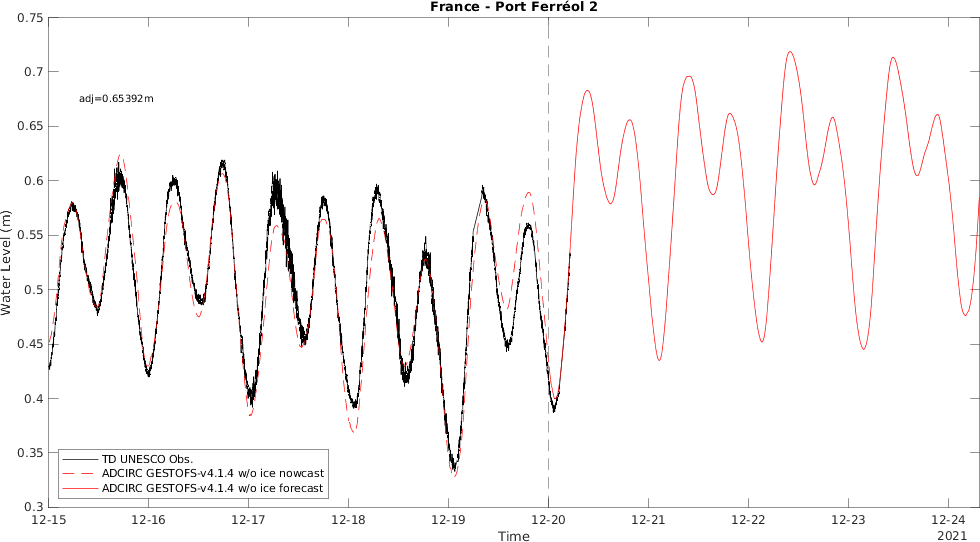 France - Port Ferréol 2
0.75
0.7
0.65
0.6
0.55
0.5
0.45
0.4
0.35
0.3
Water Level (m)
adj=0.65392m
TD UNESCO Obs.
ADCIRC GESTOFS-v4.1.4 w/o ice nowcast
ADCIRC GESTOFS-v4.1.4 w/o ice forecast
12-15 12-16 12-17 12-18 12-19 12-20 12-21 12-22 12-23 12-24
Time
2021